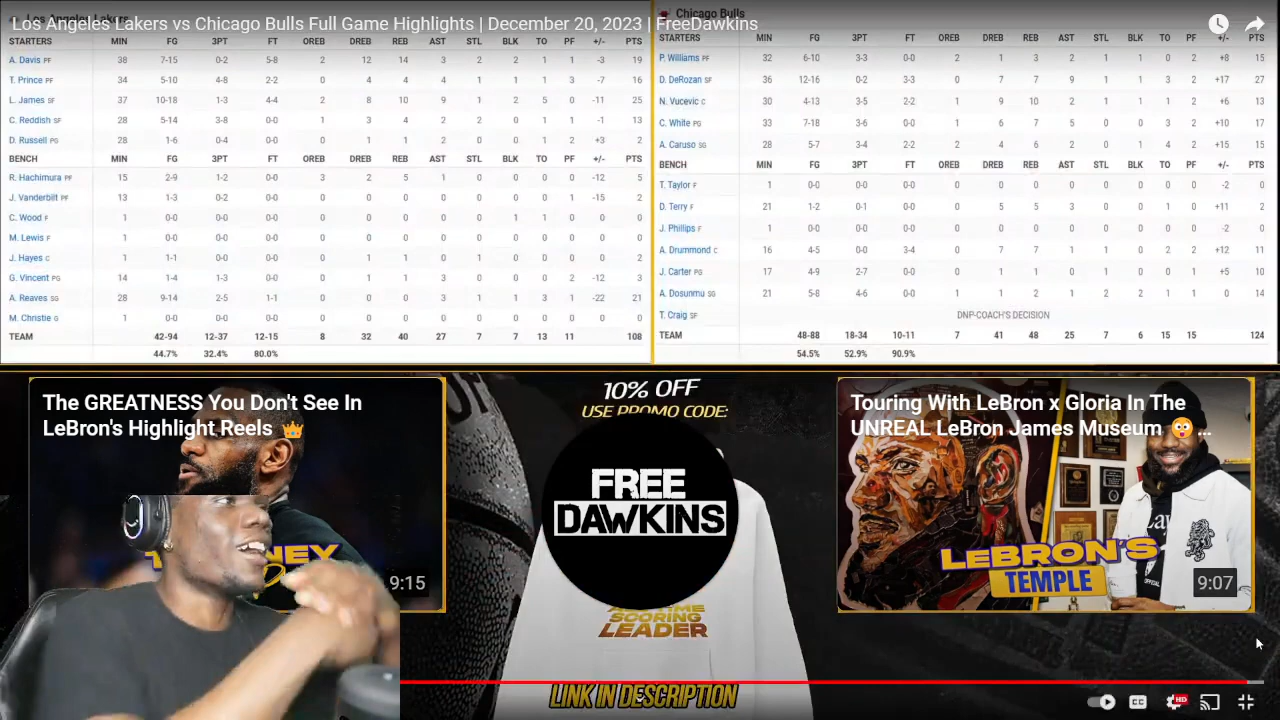 Los Angeles Lakers vs Chicago Bulls Full Game Highlights | December 20, 2023 | FreeDawkins
Los Angeles Lakers
STARTERS MIN FG 3PT FT OREB DREB REB AST STL BLK TO PF +/- PTS
A. Davis PF 38 7-15 0-2 5-8 2 12 14 3 2 2 1 1 -3 19
T. Prince PF 34 5-10 4-8 2-2 0 4 4 4 1 1 1 3 -7 16
L. James SF 37 10-18 1-3 4-4 2 8 10 9 1 2 5 0 -11 25
C. Reddish SF 28 5-14 3-8 0-0 1 3 4 2 2 0 1 1 -1 13
D. Russell PG 28 1-6 0-4 0-0 0 1 1 2 0 0 1 2 +3 2
BENCH MIN FG 3PT FT OREB DREB REB AST STL BLK TO PF +/- PTS
R. Hachimura PF 15 2-9 1-2 0-0 3 2 5 1 0 0 0 0 -12 5
J. Vanderbilt PF 13 1-3 0-2 0-0 0 0 0 0 0 0 0 1 -15 2
C. Wood F 1 0-0 0-0 0-0 0 0 0 0 0 1 1 0 0 0
M. Lewis F 1 0-0 0-0 0-0 0 0 0 0 0 0 0 0 0 0
J. Hayes C 1 1-1 0-0 0-0 0 1 1 0 1 0 0 0 0 2
G. Vincent PG 14 1-4 1-3 0-0 0 1 1 3 0 0 0 2 -12 3
A. Reaves SG 28 9-14 2-5 1-1 0 0 0 3 1 1 3 1 -22 21
M. Christie G 1 0-0 0-0 0-0 0 0 0 0 0 0 0 0 0 0
TEAM 42-94 12-37 12-15 8 32 40 27 7 7 13 11 108
44.7% 32.4% 80.0%
Chicago Bulls
STARTERS MIN FG 3PT FT OREB DREB REB AST STL BLK TO PF +/- PTS
P. Williams PF 32 6-10 3-3 0-0 2 1 3 2 1 1 0 2 +8 15
D. DeRozan SF 36 12-16 0-2 3-3 0 7 7 9 1 1 3 2 +17 27
N. Vucevic C 30 4-13 3-5 2-2 1 9 10 2 1 1 1 2 +6 13
C. White PG 33 7-18 3-6 0-0 1 6 7 5 0 0 3 2 +10 17
A. Caruso SG 28 5-7 3-4 2-2 2 4 6 2 0 1 4 2 +15 15
BENCH MIN FG 3PT FT OREB DREB REB AST STL BLK TO PF +/- PTS
T. Taylor F 1 0-0 0-0 0-0 0 0 0 0 0 0 0 0 -2 0
D. Terry F 21 1-2 0-1 0-0 0 5 5 3 0 0 1 0 +11 2
J. Phillips F 1 0-0 0-0 0-0 0 0 0 0 0 0 0 0 -2 0
A. Drummond C 16 4-5 0-0 3-4 0 7 7 1 1 0 2 2 +12 11
J. Carter PG 17 4-9 2-7 0-0 0 1 1 0 1 0 0 1 +5 10
A. Dosunmu SG 21 5-8 4-6 0-0 1 1 2 1 2 2 1 1 0 14
T. Craig SF DNP-COACH'S DECISION
TEAM 48-88 18-34 10-11 7 41 48 25 7 6 15 15 124
54.5% 52.9% 90.9%
The GREATNESS You Don't See In
LeBron's Highlight Reels 👑
9:15
10% OFF
USE PROMO CODE:
FREE
DAWKINS
SCORING
LEADER
LINK IN DESCRIPTION
Touring With LeBron x Gloria In The
UNREAL LeBron James Museum 😳...
LEBRON'S
TEMPLE
9:07
CC
HD